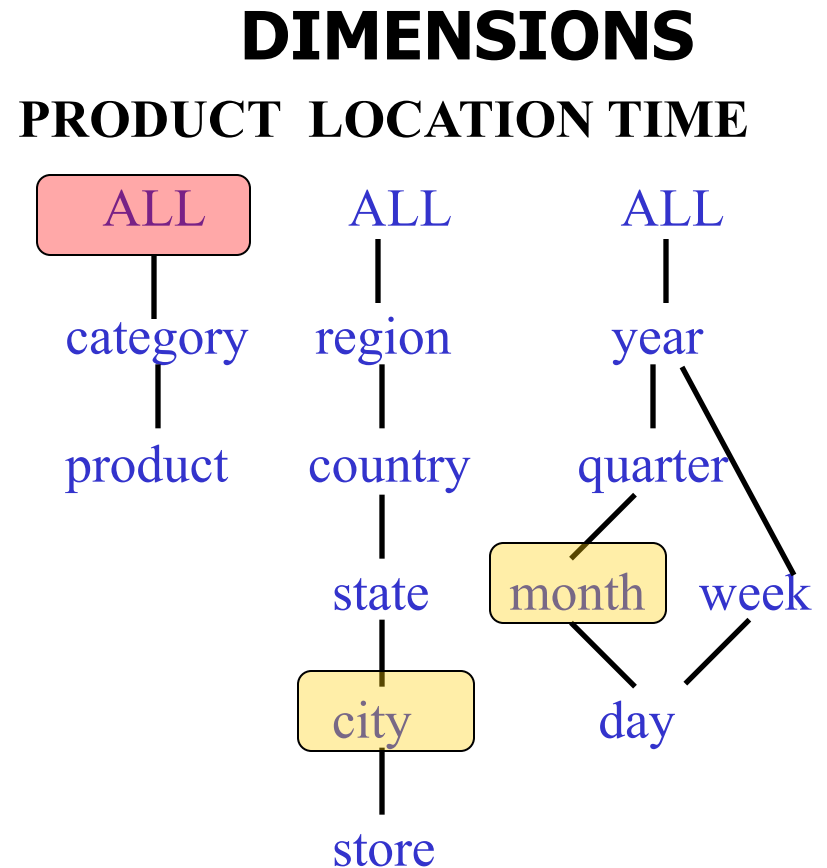 DIMENSIONS
PRODUCT LOCATION TIME
ALL ALL ALL
category region year
product country quarter
state month week
city day
store